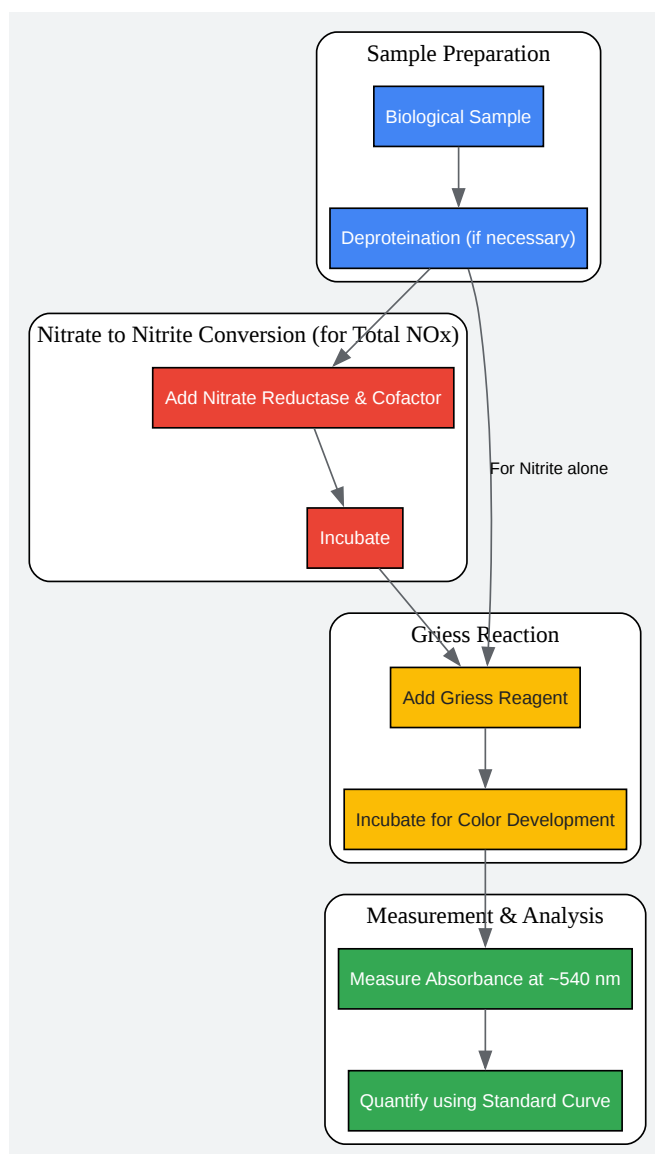 Sample Preparation
Biological Sample
Deproteination (if necessary)
Nitrate to Nitrite Conversion (for Total NOx)
Add Nitrate Reductase & Cofactor
For Nitrite alone
Incubate
Griess Reaction
Add Griess Reagent
Incubate for Color Development
Measurement & Analysis
Measure Absorbance at ~540 nm
Quantify using Standard Curve